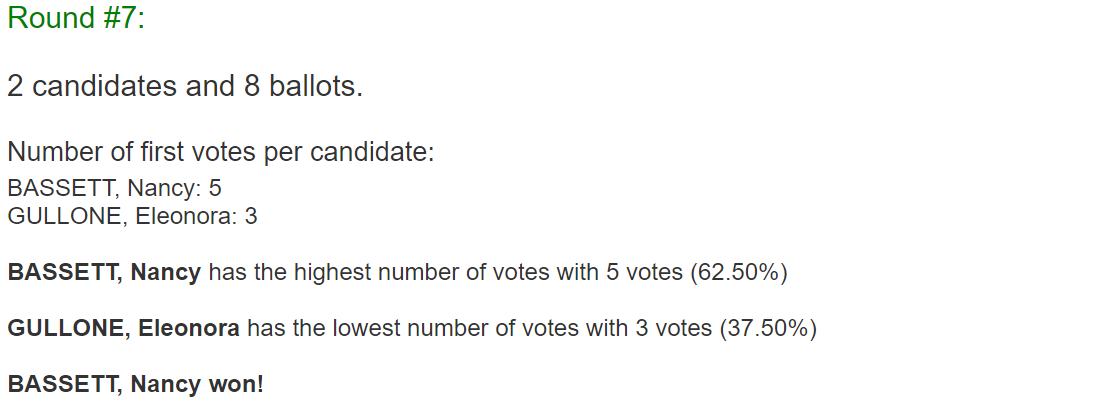 Round #7:
2 candidates and 8 ballots.
Number of first votes per candidate:
BASSETT, Nancy: 5
GULLONE, Eleonora: 3
BASSETT, Nancy has the highest number of votes with 5 votes (62.50%)
GULLONE, Eleonora has the lowest number of votes with 3 votes (37.50%)
BASSETT, Nancy won!